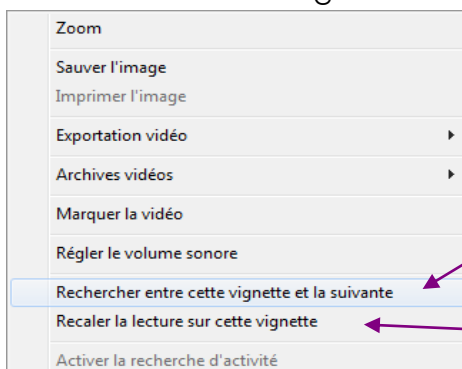 Zoom
Sauver l'image
Imprimer l'image
Exportation vidéo
Archives vidéos
Marquer la vidéo
Régler le volume sonore
Rechercher entre cette vignette et la suivante
Recaler la lecture sur cette vignette
Activer la recherche d'activité